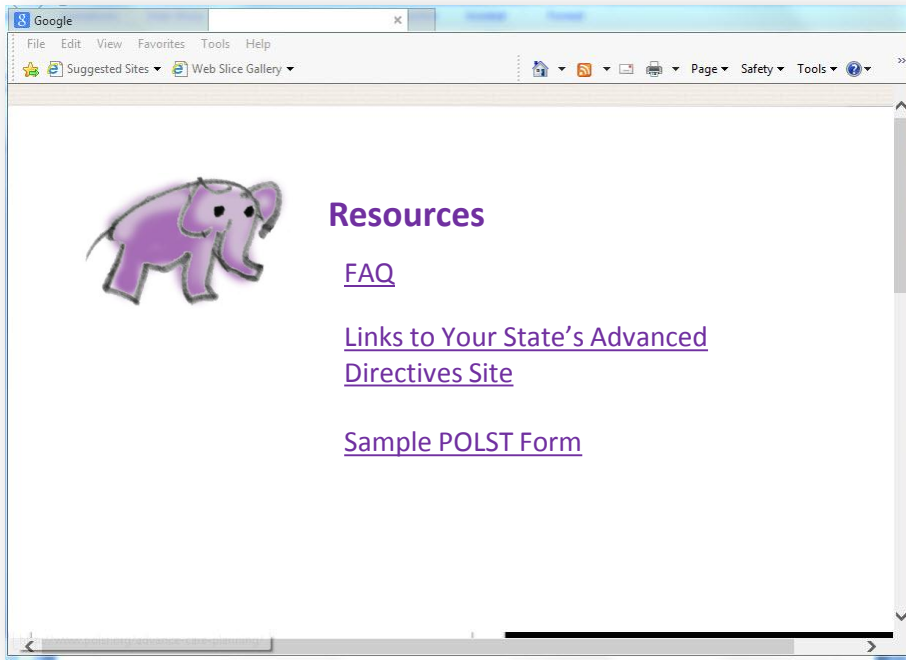 Google
File Edit View Favorites Tools Help
Suggested Sites Web Slice Gallery
Page Safety Tools
Resources
FAQ
Links to Your State’s Advanced
Directives Site
Sample POLST Form